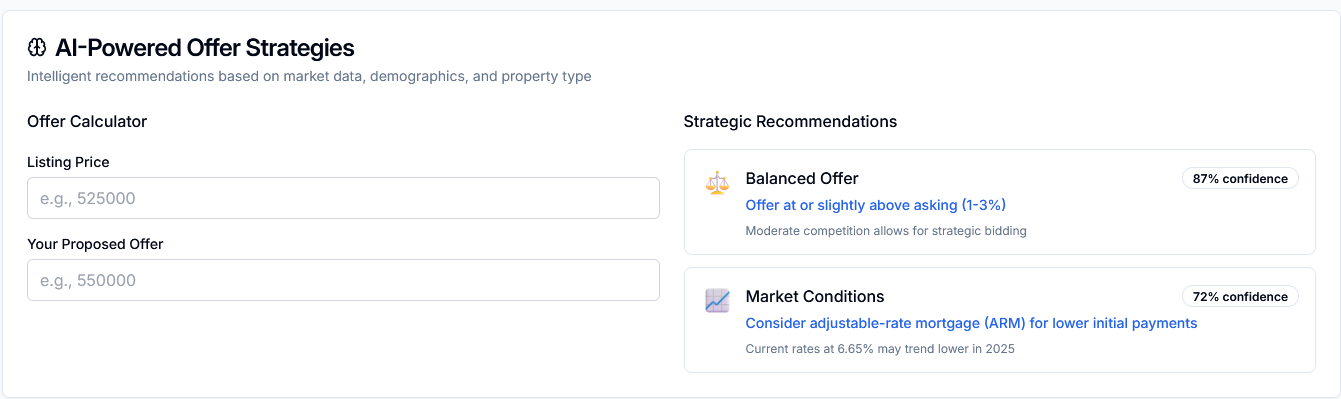 AI-Powered Offer Strategies
Intelligent recommendations based on market data, demographics, and property type
Offer Calculator
Listing Price
e.g., 525000
Your Proposed Offer
e.g., 550000
Strategic Recommendations
Balanced Offer
87% confidence
Offer at or slightly above asking (1-3%)
Moderate competition allows for strategic bidding
Market Conditions
72% confidence
Consider adjustable-rate mortgage (ARM) for lower initial payments
Current rates at 6.65% may trend lower in 2025